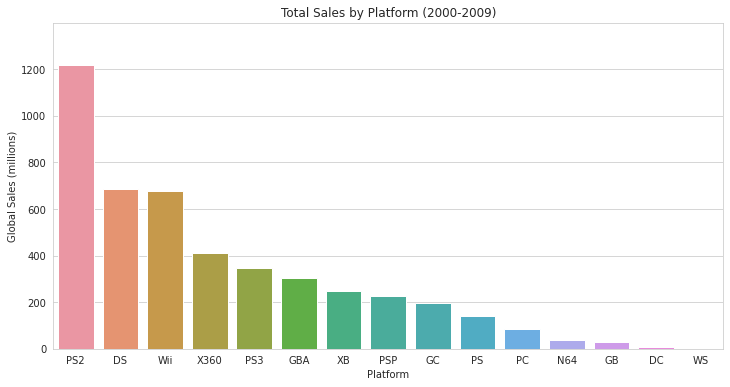 Total Sales by Platform (2000-2009)
Global Sales (millions)
1200
1000
800
600
400
200
0
PS2 DS Wii X360 PS3 GBA XB PSP GC PS PC N64 GB DC WS
Platform